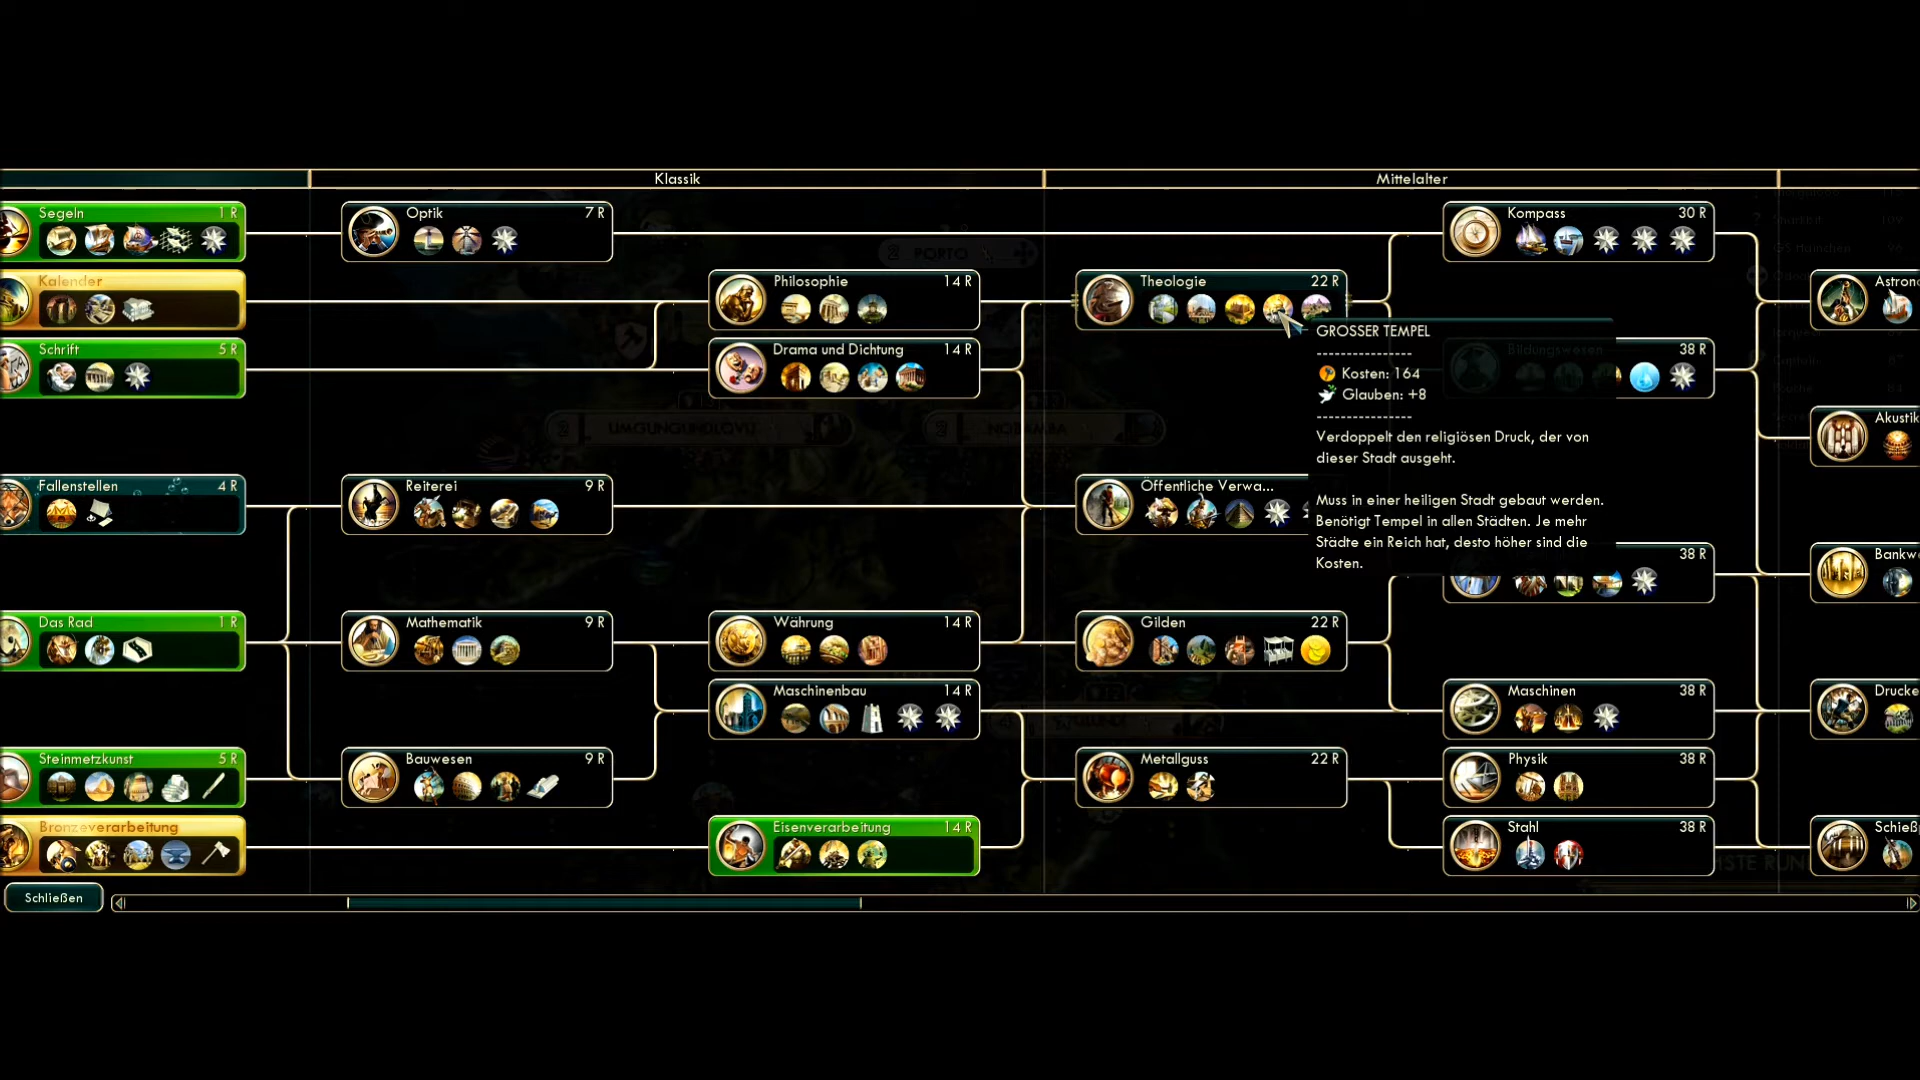 Klassik
Mittelalter
Segeln 1 R
Optik 7 R
Kompass 30 R
PORTO
Kalender
Philosophie 14 R
Theologie 22 R
Schrift 5 R
Drama und Dichtung 14 R
Bildungswesen 38 R
GROSSER TEMPEL
----------------
Kosten: 164
Glauben: +8
----------------
Verdoppelt den religiösen Druck, der von
dieser Stadt ausgeht.
Muss in einer heiligen Stadt gebaut werden.
Benötigt Tempel in allen Städten. Je mehr
Städte ein Reich hat, desto höher sind die
Kosten.
Astron
Akustik
UMGUNGUNDLOVU
Fallenstellen 4 R
Reiterei 9 R
Öffentliche Verwa...
38 R
Bankw
Das Rad 1 R
Mathematik 9 R
Währung 14 R
Gilden 22 R
Maschinenbau 14 R
Maschinen 38 R
Drucke
Steinmetzkunst 5 R
Bauwesen 9 R
Metallguss 22 R
Physik 38 R
Bronzeverarbeitung
Eisenverarbeitung 14 R
Stahl 38 R
Schieß
Schließen